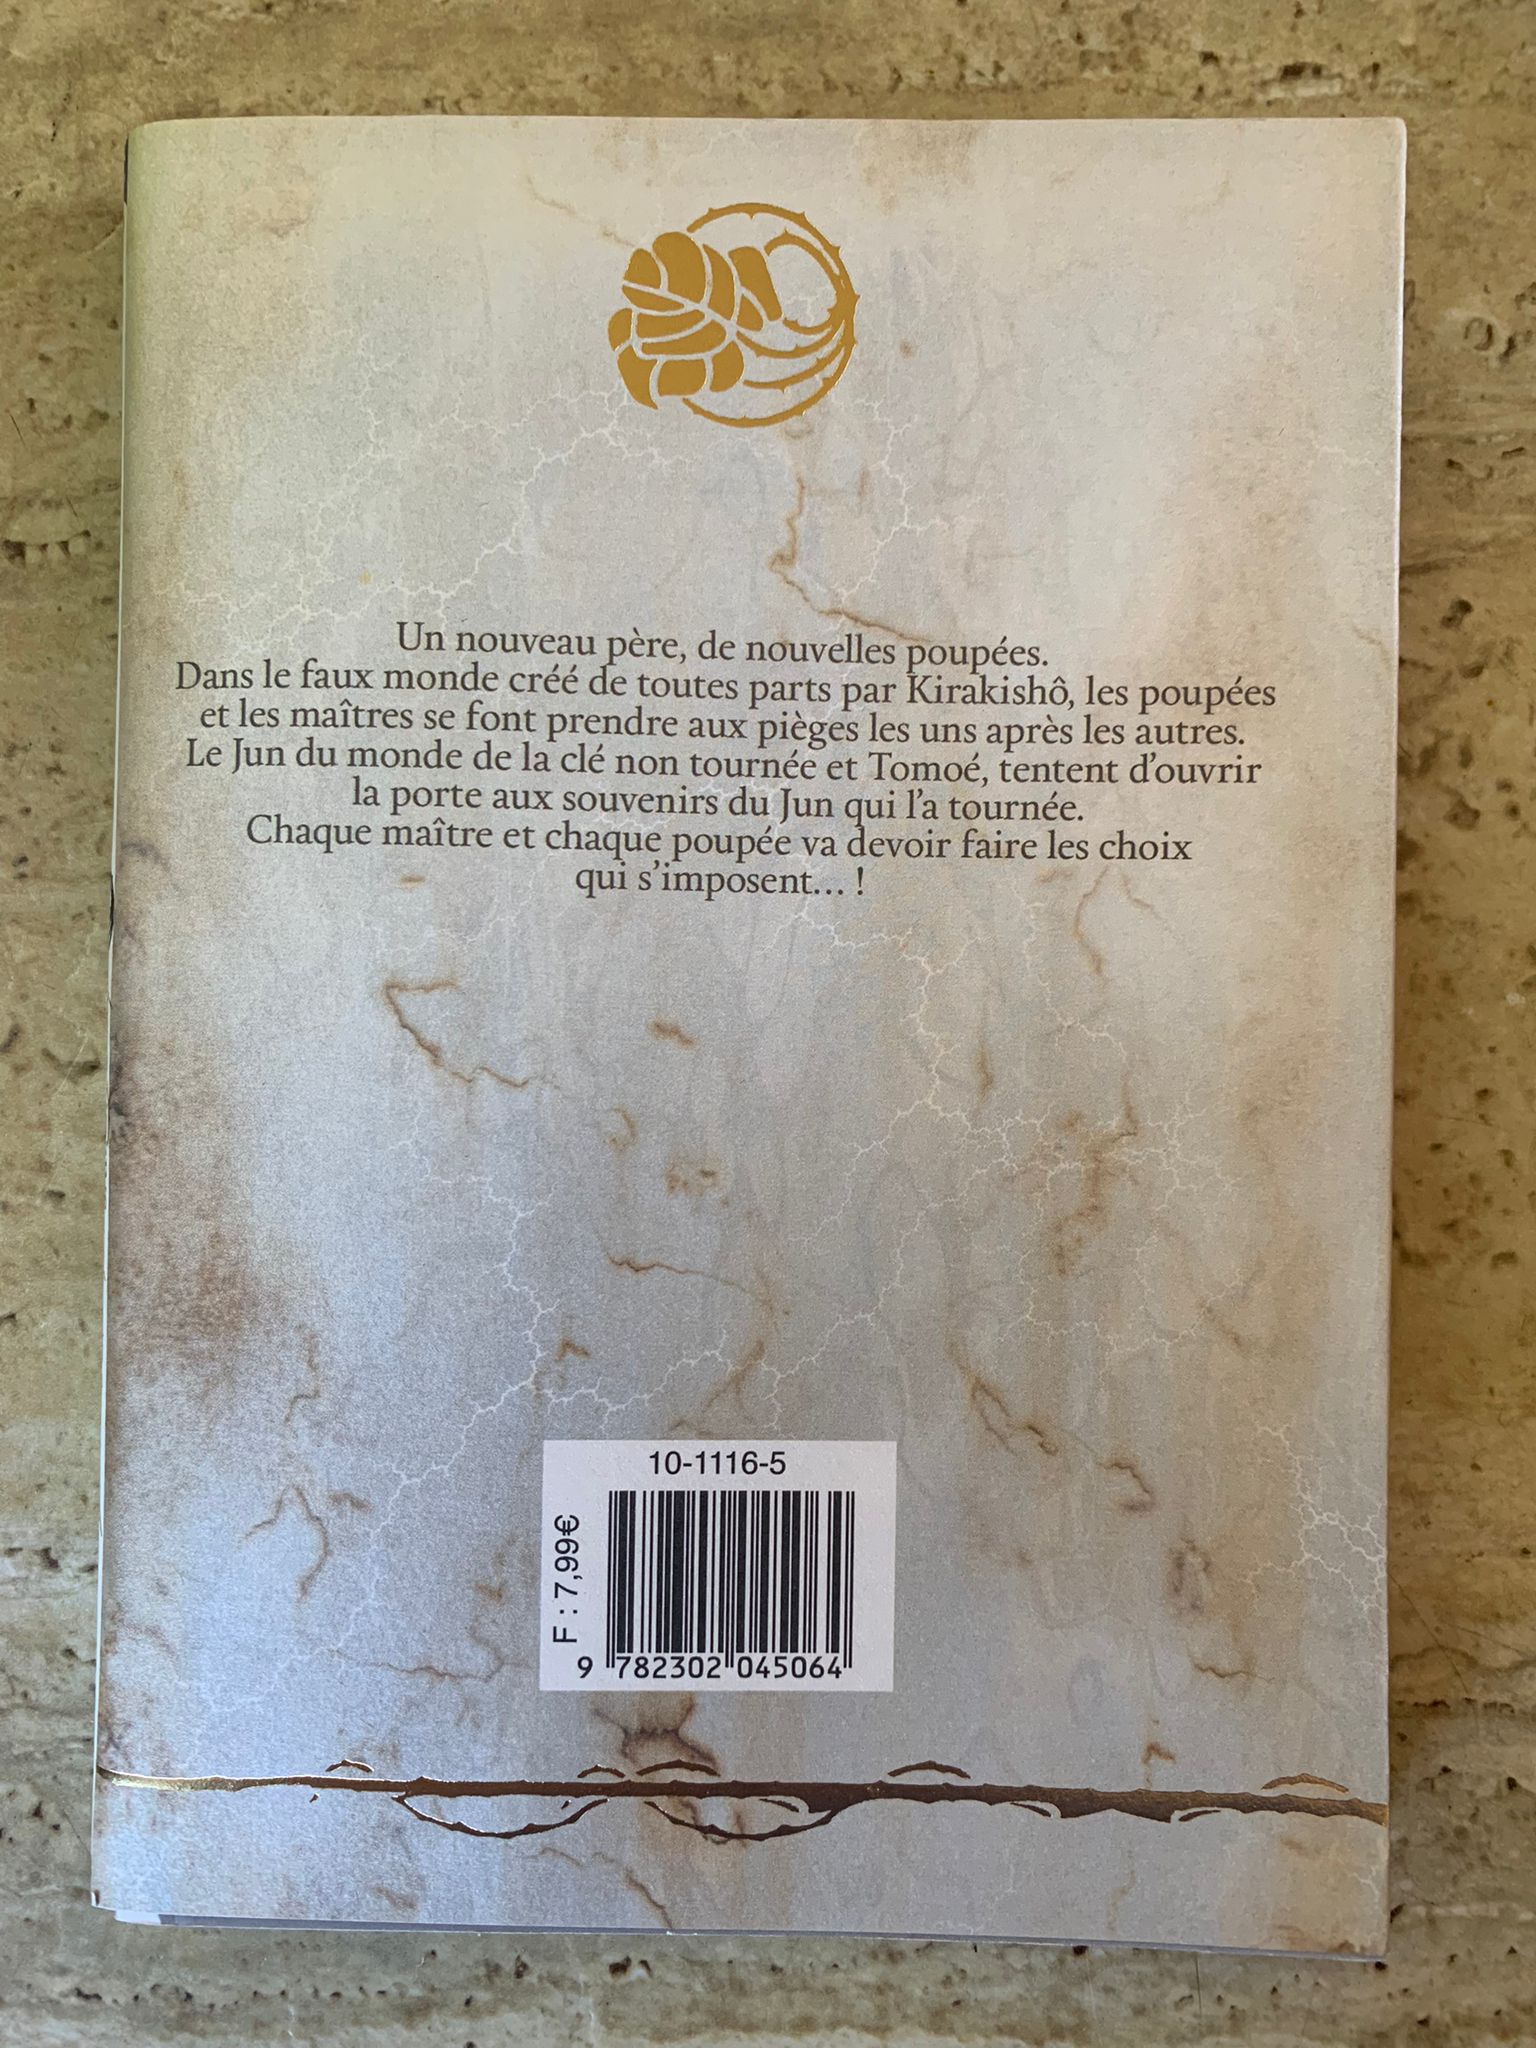 Un nouveau père, de nouvelles poupées.
Dans le faux monde créé de toutes parts par Kirakishô, les poupées
et les maîtres se font prendre aux pièges les uns après les autres.
Le Jun du monde de la clé non tournée et Tomoé, tentent d'ouvrir
la porte aux souvenirs du Jun qui l'a tournée.
Chaque maître et chaque poupée va devoir faire les choix
qui s'imposent... !
10-1116-5
F : 7,99€
9 782302 045064